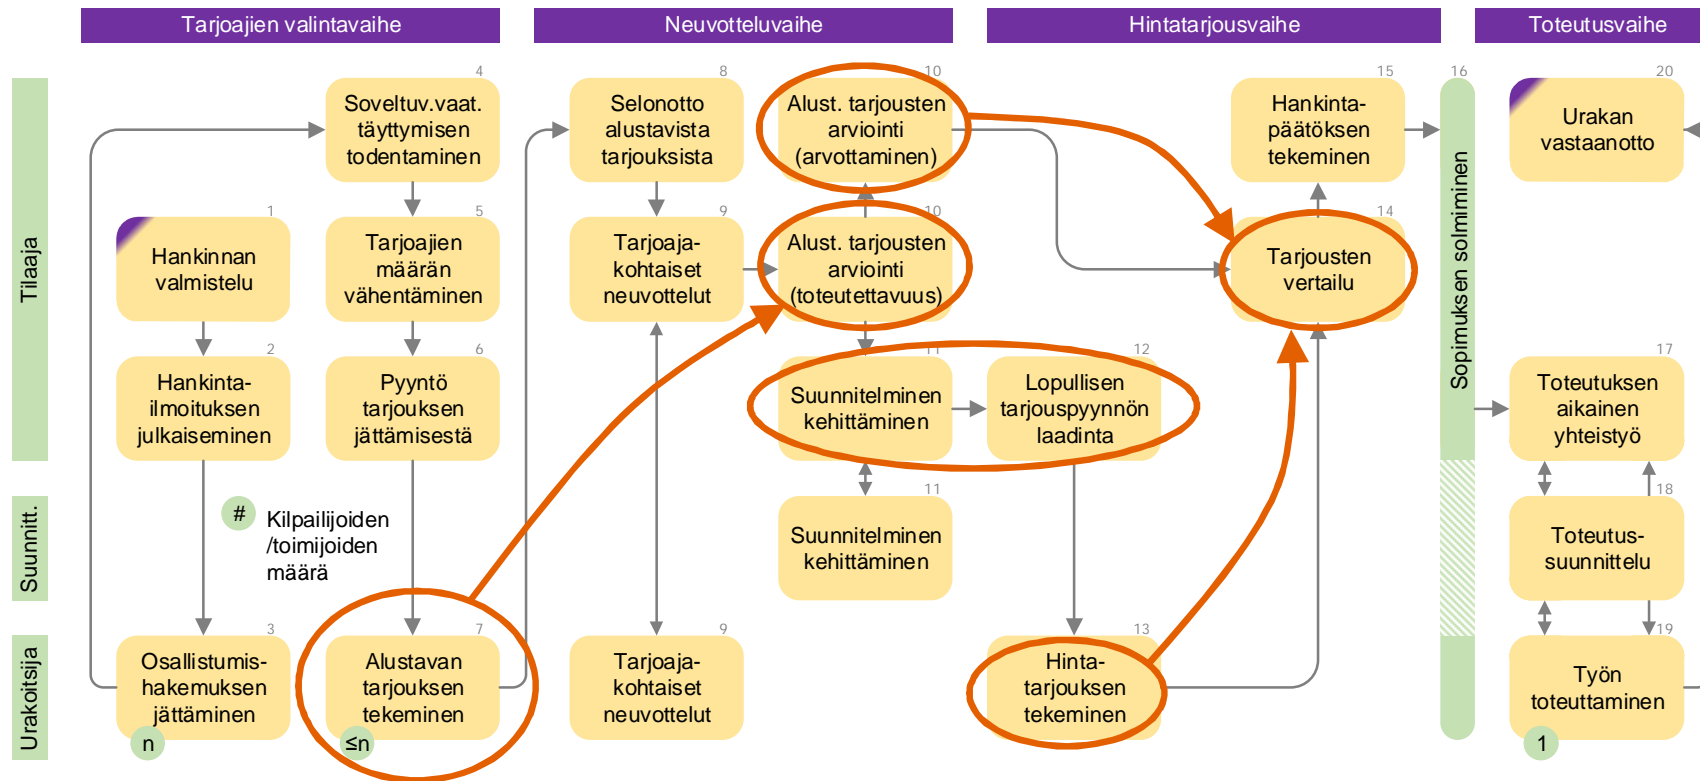 Tarjoajien valintavaihe
Neuvotteluvaihe
Hintatarjousvaihe
Toteutusvaihe
Tilaaja
Suunnitt.
Urakoitsija
1
Hankinnan
valmistelu
2
Hankinta-
ilmoituksen
julkaiseminen
3
Osallistumis-
hakemuksen
jättäminen
n
4
Soveltuv.vaat.
täyttymisen
todentaminen
5
Tarjoajien
määrän
vähentäminen
6
Pyyntö
tarjouksen
jättämisestä
#
Kilpailijoiden
/toimijoiden
määrä
7
Alustavan
tarjouksen
tekeminen
≤n
8
Selonotto
alustavista
tarjouksista
9
Tarjoaja-
kohtaiset
neuvottelut
9
Tarjoaja-
kohtaiset
neuvottelut
10
Alust. tarjousten
arviointi
(arvottaminen)
10
Alust. tarjousten
arviointi
(toteutettavuus)
11
Suunnitelminen
kehittäminen
11
Suunnitelminen
kehittäminen
12
Lopullisen
tarjouspyynnön
laadinta
13
Hinta-
tarjouksen
tekeminen
14
Tarjousten
vertailu
15
Hankinta-
päätöksen
tekeminen
16
Sopimuksen solmiminen
17
Toteutuksen
aikainen
yhteistyö
18
Toteutus-
suunnittelu
19
Työn
toteuttaminen
1
20
Urakan
vastaanotto